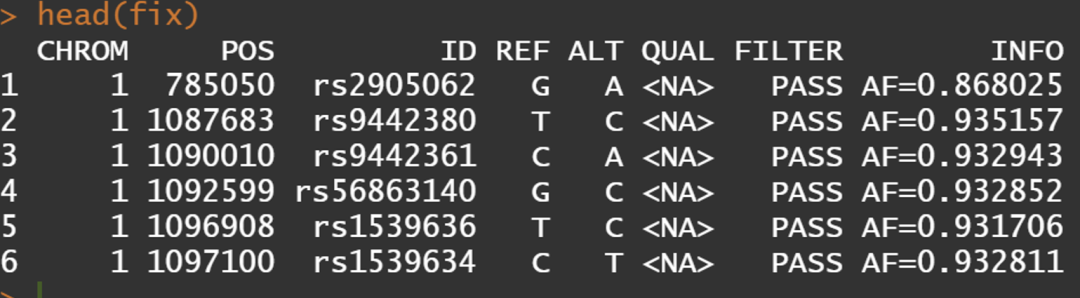 > head(fix)
  CHROM     POS         ID REF ALT QUAL FILTER        INFO
1     1  785050  rs2905062   G   A <NA>   PASS AF=0.868025
2     1 1087683  rs9442380   T   C <NA>   PASS AF=0.935157
3     1 1090010  rs9442361   C   A <NA>   PASS AF=0.932943
4     1 1092599 rs56863140   G   C <NA>   PASS AF=0.932852
5     1 1096908  rs1539636   T   C <NA>   PASS AF=0.931706
6     1 1097100  rs1539634   C   T <NA>   PASS AF=0.932811
>